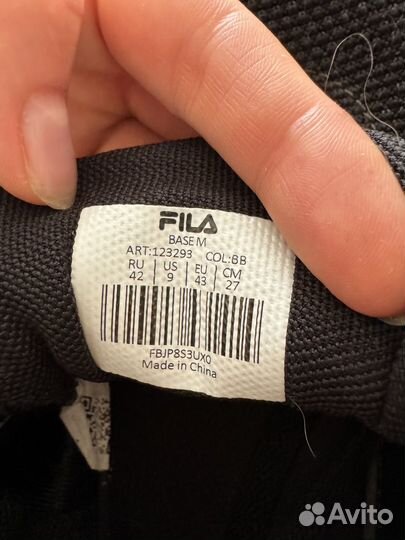 FILA
BASE M
ART:123293 COL:BB
RU | US | EU | CM
42 | 9 | 43 | 27
FBJP8S3UX0
Made in China
Avito